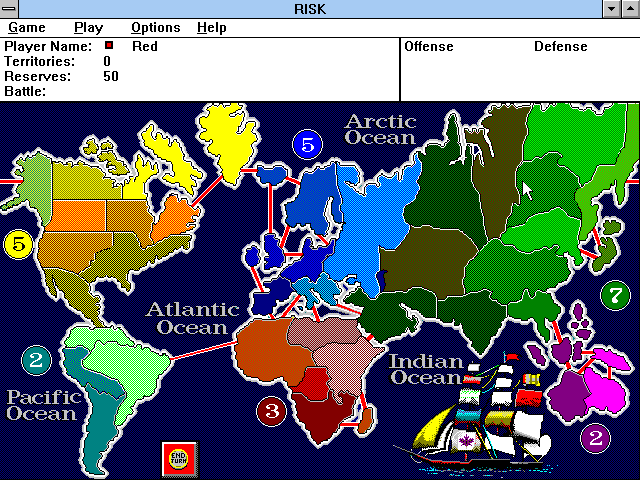 RISK
Game Play Options Help
Player Name: Red
Territories: 0
Reserves: 50
Battle:
Offense Defense
Arctic
Ocean
5
5
7
Atlantic
Ocean
Indian
Ocean
2
Pacific
Ocean
3
2
END
TURN